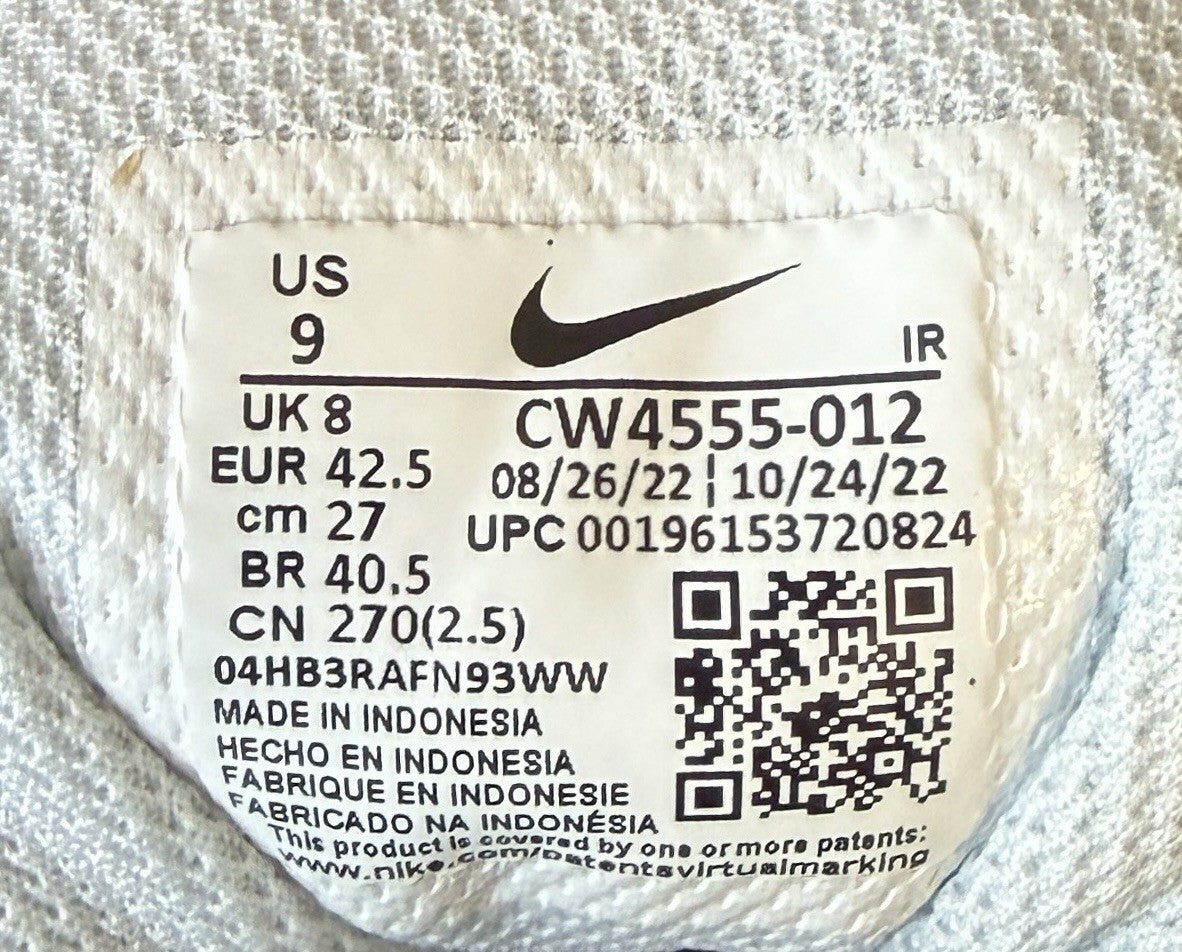 US
9
IR
UK 8
EUR 42.5
cm 27
BR 40.5
CN 270(2.5)
CW4555-012
08/26/22 ¦ 10/24/22
UPC 00196153720824
04HB3RAFN93WW
MADE IN INDONESIA
HECHO EN INDONESIA
FABRIQUE EN INDONESIE
FABRICADO NA INDONÉSIA
This product is covered by one or more patents:
www.nike.com/patentsvirtualmarking